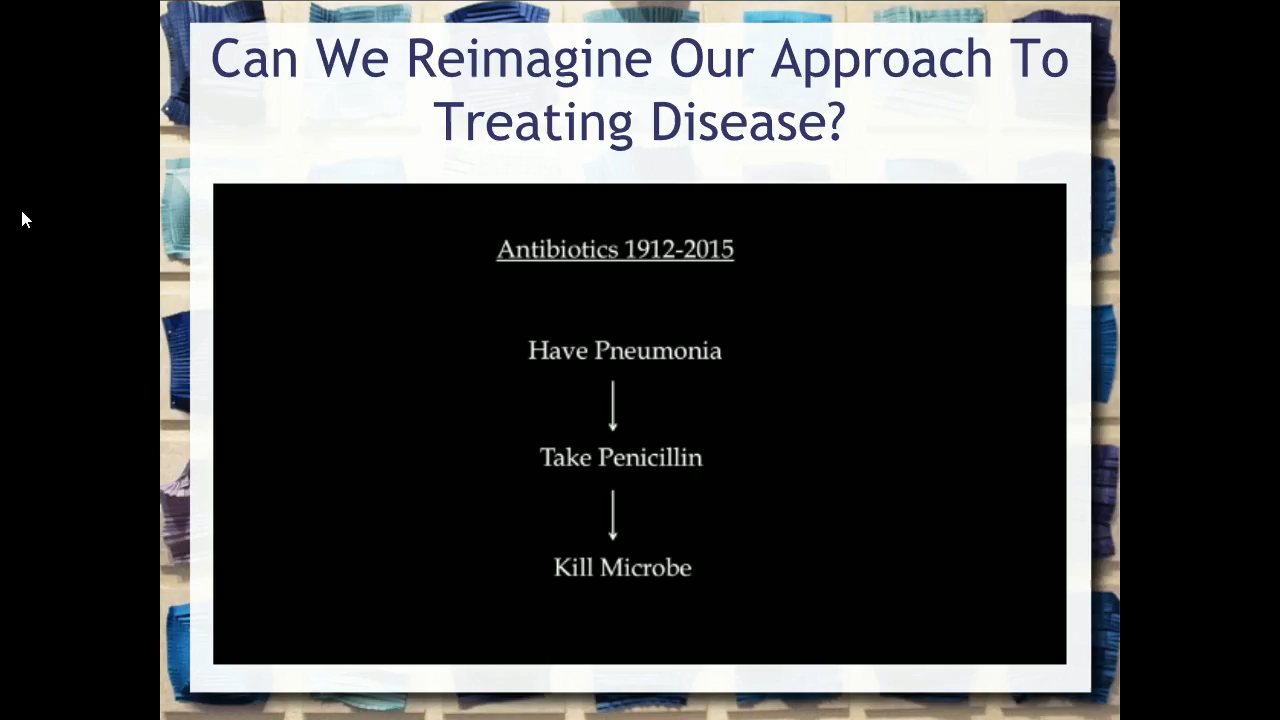 Can We Reimagine Our Approach To
Treating Disease?
Antibiotics 1912-2015
Have Pneumonia
Take Penicillin
Kill Microbe